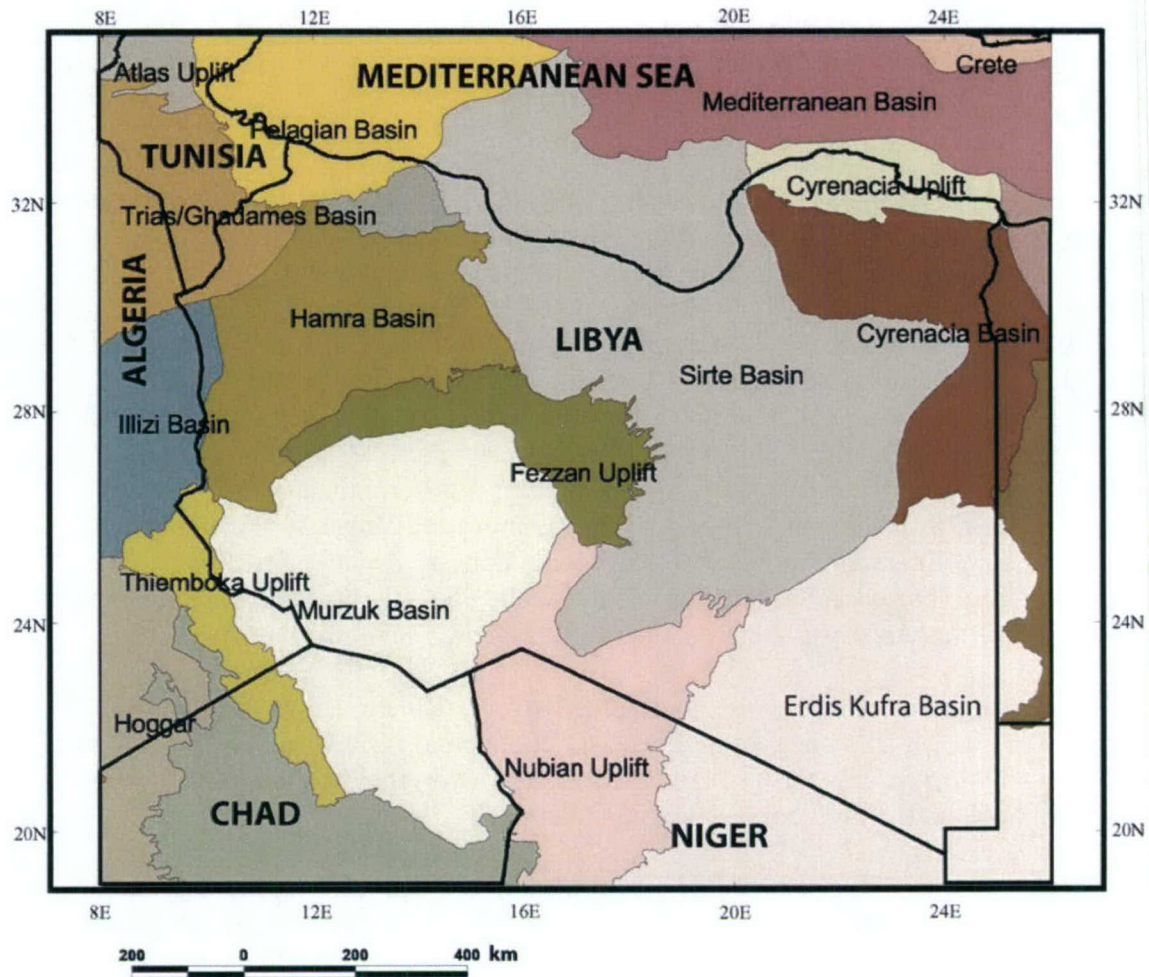 8E 12E 16E 20E 24E
Atlas Uplift
MEDITERRANEAN SEA
Crete
Mediterranean Basin
Pelagian Basin
TUNISIA
Cyrenacia Uplift
32N 32N
Trias/Ghadames Basin
ALGERIA
Hamra Basin
LIBYA
Cyrenacia Basin
Sirte Basin
28N 28N
Illizi Basin
Fezzan Uplift
Thiemboka Uplift
Murzuk Basin
24N 24N
Erdis Kufra Basin
Hoggar
Nubian Uplift
CHAD
NIGER
20N 20N
8E 12E 16E 20E 24E
200 0 200 400 km